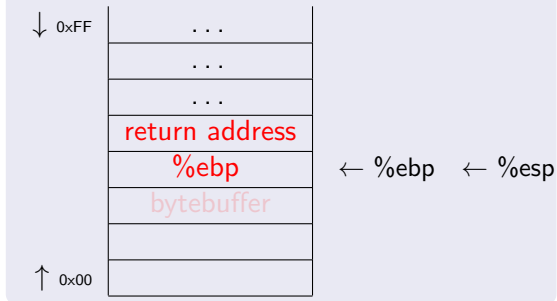 ↓ 0xFF ...
...
...
return address
%ebp ← %ebp ← %esp
bytebuffer
↑ 0x00